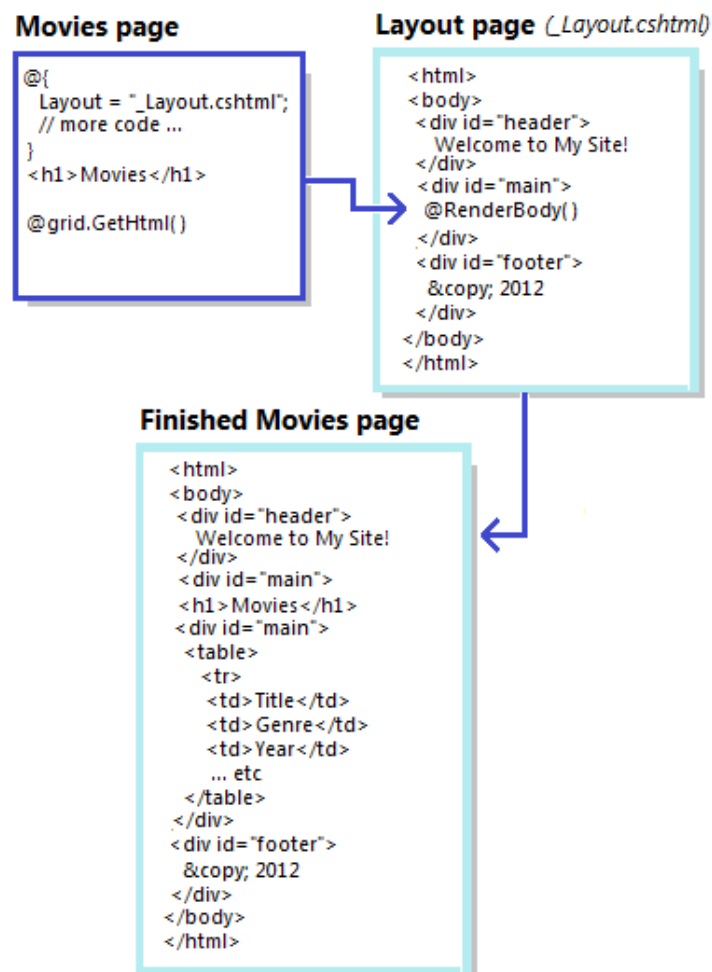 Movies page
@{
Layout = "_Layout.cshtml";
// more code ...
}
<h1>Movies</h1>
@grid.GetHtml()
Layout page (_Layout.cshtml)
<html>
<body>
<div id="header">
Welcome to My Site!
</div>
<div id="main">
@RenderBody()
</div>
<div id="footer">
&copy; 2012
</div>
</body>
</html>
Finished Movies page
<html>
<body>
<div id="header">
Welcome to My Site!
</div>
<div id="main">
<h1>Movies</h1>
<div id="main">
<table>
<tr>
<td>Title</td>
<td>Genre</td>
<td>Year</td>
... etc
</table>
</div>
<div id="footer">
&copy; 2012
</div>
</body>
</html>